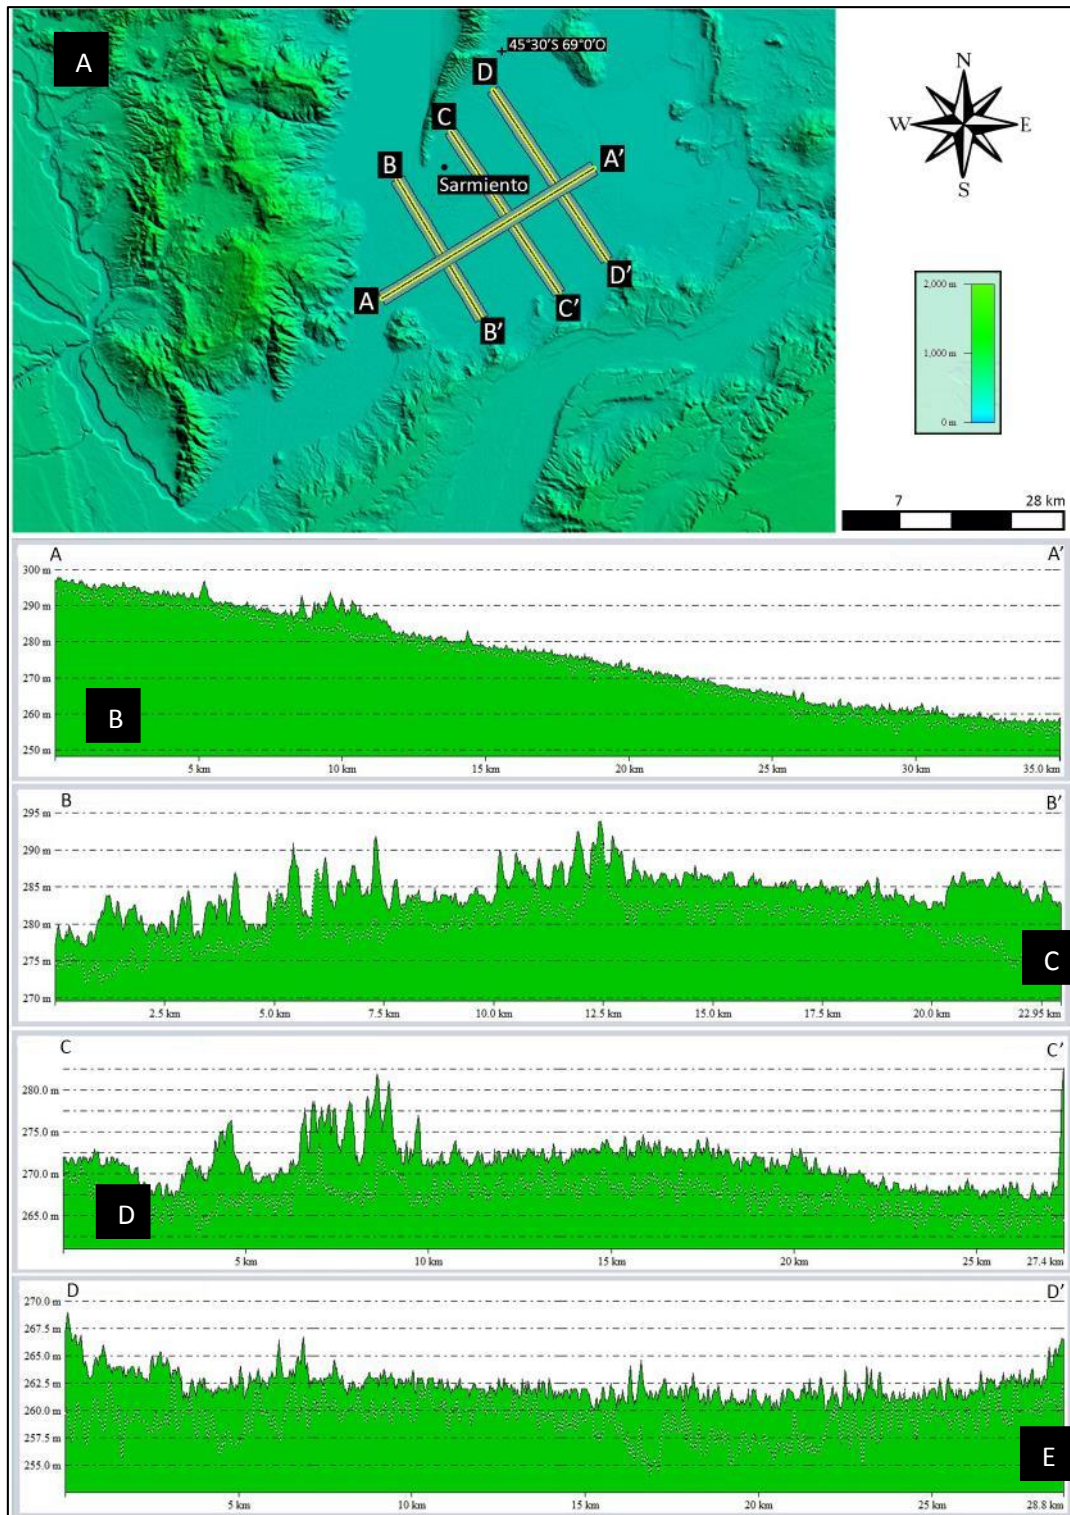 A
45°30'S 69°0'O
D
C
B
A'
Sarmiento
A
D'
C'
B'
N
W
E
S
2,000 m
1,000 m
0 m
7
28 km
A
A'
300 m
290 m
280 m
270 m
260 m
250 m
B
5 km
10 km
15 km
20 km
25 km
30 km
35.0 km
B
B'
295 m
290 m
285 m
280 m
275 m
270 m
C
2.5 km
5.0 km
7.5 km
10.0 km
12.5 km
15.0 km
17.5 km
20.0 km
22.95 km
C
C'
280.0 m
275.0 m
270.0 m
265.0 m
D
5 km
10 km
15 km
20 km
25 km
27.4 km
D
D'
270.0 m
267.5 m
265.0 m
262.5 m
260.0 m
257.5 m
255.0 m
E
5 km
10 km
15 km
20 km
25 km
28.8 km